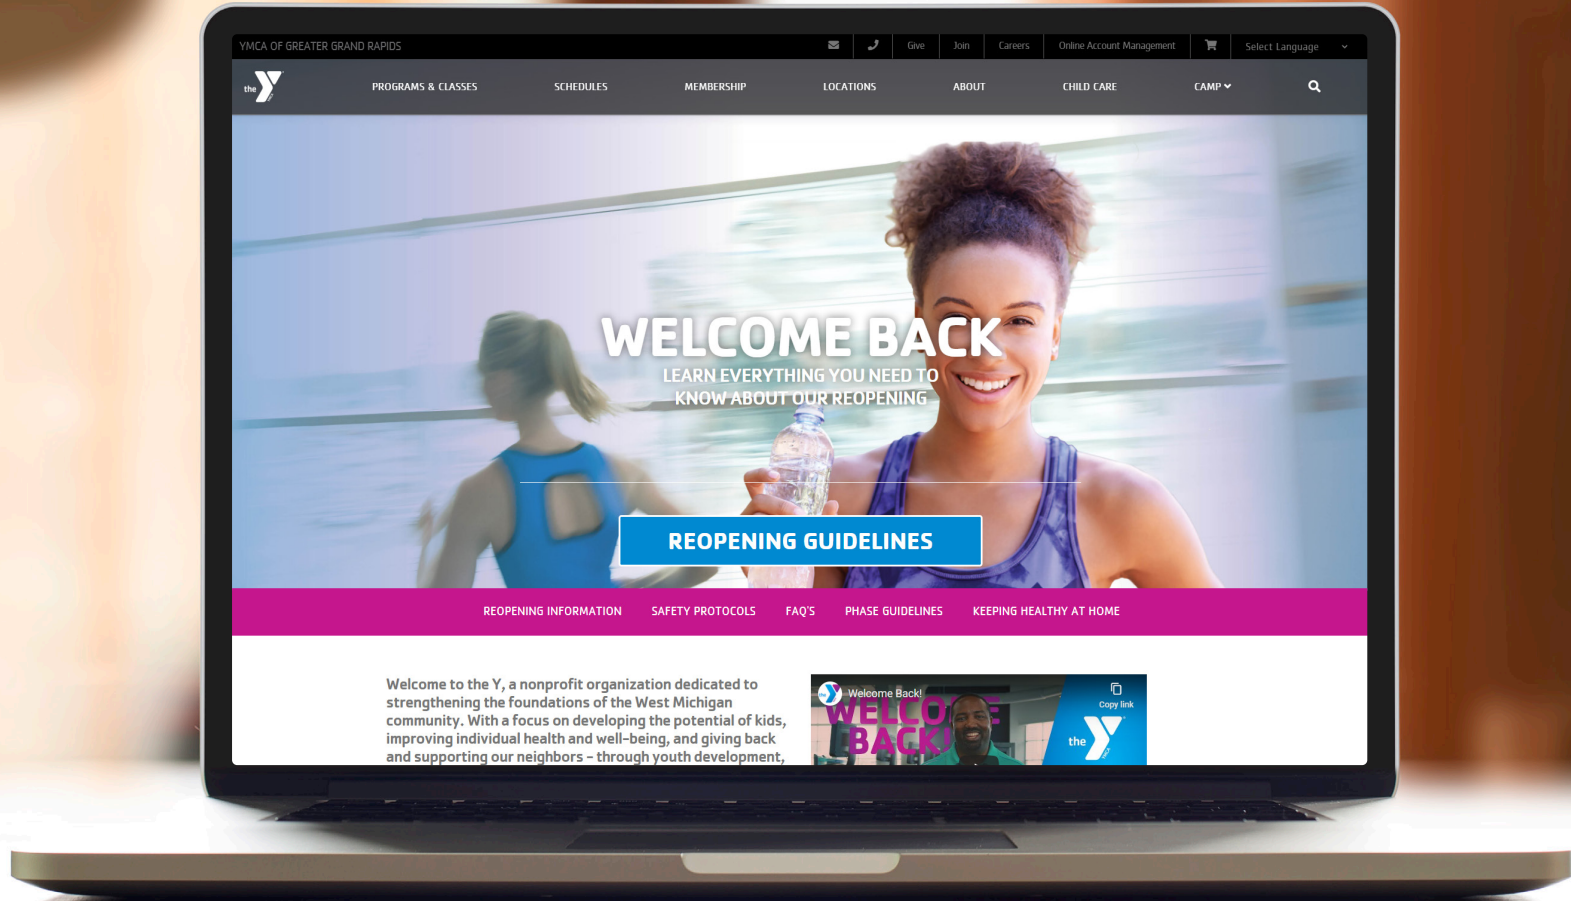 YMCA OF GREATER GRAND RAPIDS
Give
Join
Careers
Online Account Management
Select Language
the
PROGRAMS & CLASSES
SCHEDULES
MEMBERSHIP
LOCATIONS
ABOUT
CHILD CARE
CAMP
WELCOME BACK
LEARN EVERYTHING YOU NEED TO
KNOW ABOUT OUR REOPENING
REOPENING GUIDELINES
REOPENING INFORMATION
SAFETY PROTOCOLS
FAQ'S
PHASE GUIDELINES
KEEPING HEALTHY AT HOME
Welcome to the Y, a nonprofit organization dedicated to
strengthening the foundations of the West Michigan
community. With a focus on developing the potential of kids,
improving individual health and well-being, and giving back
and supporting our neighbors – through youth development,
Welcome Back!
Copy link
WELCOME
BACK!
the